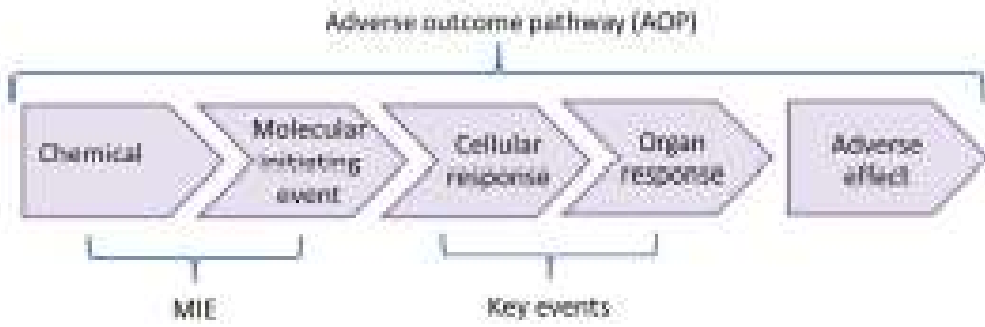 Adverse outcome pathway (AOP)
Chemical
Molecular
initiating
event
Cellular
response
Organ
response
Adverse
effect
MIE
Key events